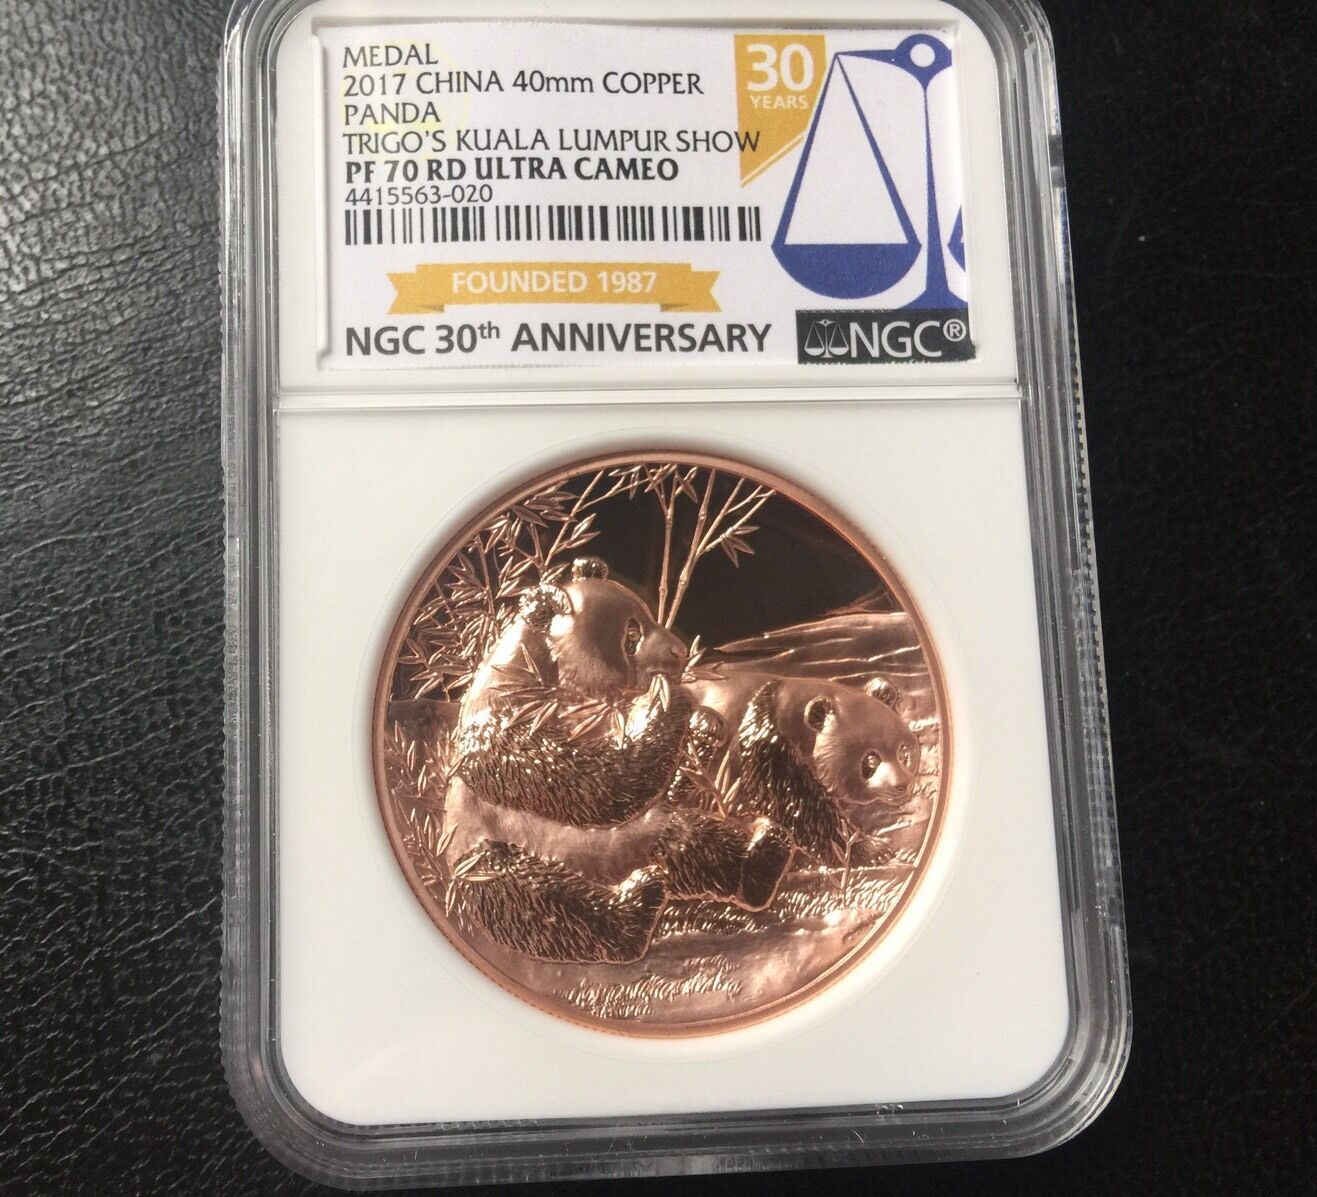 MEDAL
2017 CHINA 40mm COPPER
PANDA
TRIGO'S KUALA LUMPUR SHOW
PF 70 RD ULTRA CAMEO
4415563-020
30
YEARS
FOUNDED 1987
NGC 30th ANNIVERSARY
NGC®